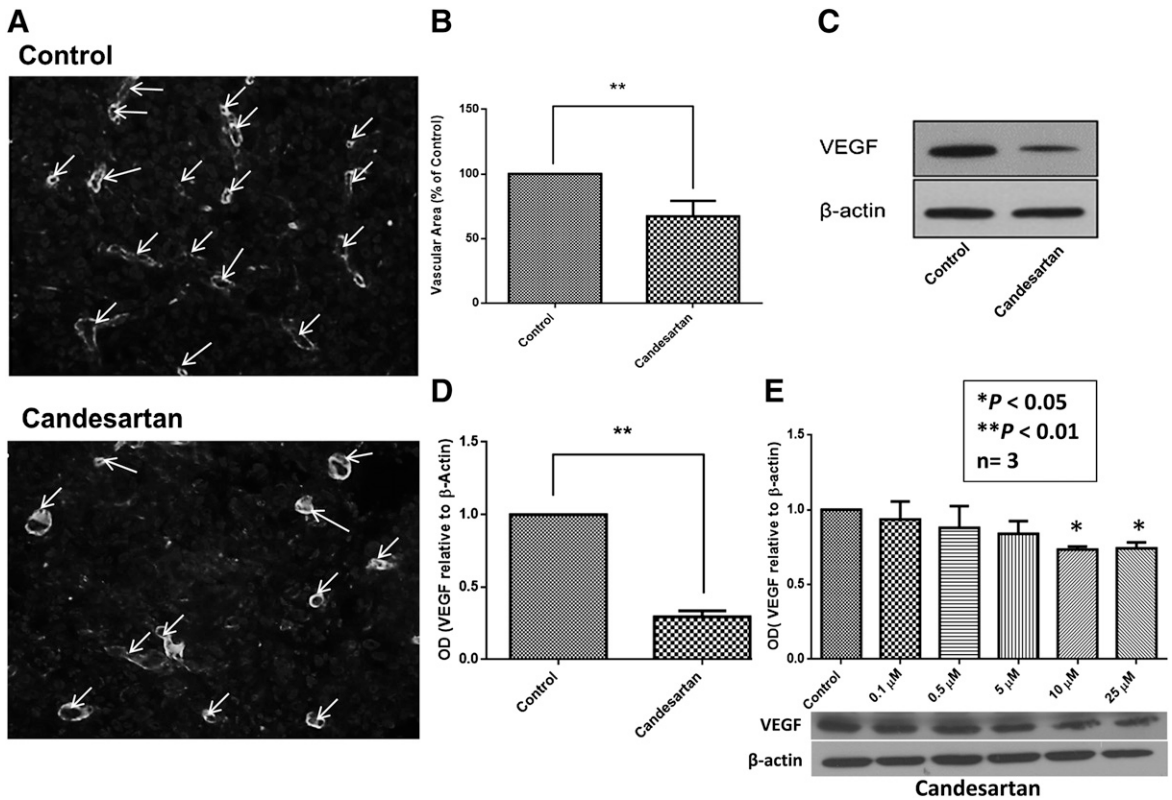 A
Control
Candesartan
B
**
Vascular Area (% of Control)
150
100
50
0
Control
Candesartan
C
VEGF
β-actin
Control
Candesartan
D
**
OD (VEGF relative to β-Actin)
1.5
1.0
0.5
0.0
Control
Candesartan
E
*P < 0.05
**P < 0.01
n= 3
OD( VEGF relative to β-actin)
1.5
1.0
0.5
0.0
*
*
Control
0.1 μM
0.5 μM
5 μM
10 μM
25 μM
VEGF
β-actin
Candesartan